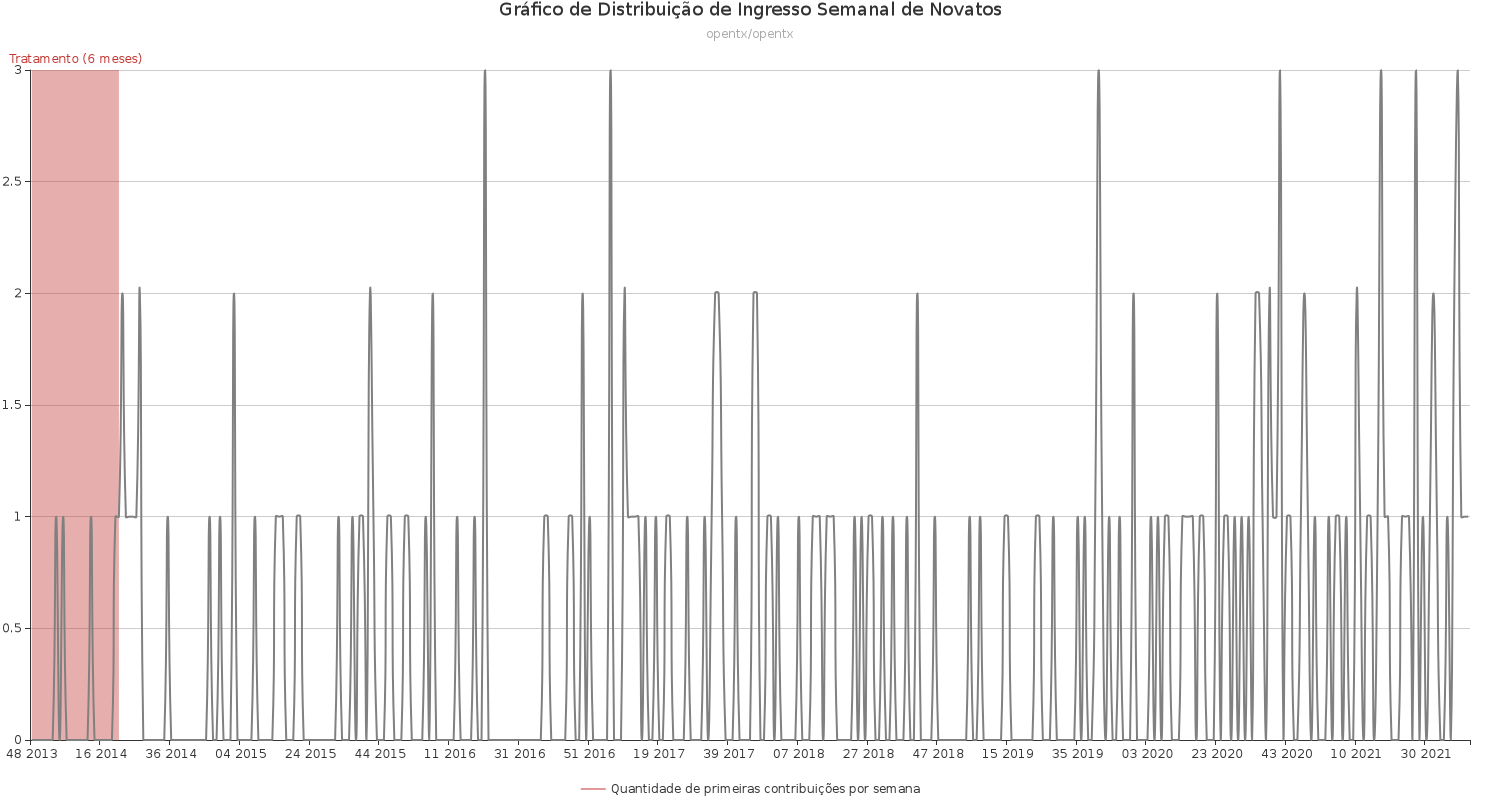 Gráfico de Distribuição de Ingresso Semanal de Novatos
opentx/opentx
Tratamento (6 meses)
3
2.5
2
1.5
1
0.5
0
48 2013 16 2014 36 2014 04 2015 24 2015 44 2015 11 2016 31 2016 51 2016 19 2017 39 2017 07 2018 27 2018 47 2018 15 2019 35 2019 03 2020 23 2020 43 2020 10 2021 30 2021
Quantidade de primeiras contribuições por semana